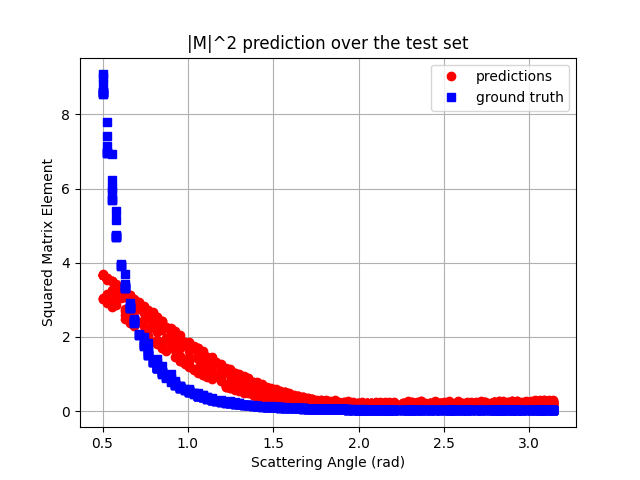 |M|^2 prediction over the test set
predictions
ground truth
Squared Matrix Element
8
6
4
2
0
0.5 1.0 1.5 2.0 2.5 3.0
Scattering Angle (rad)